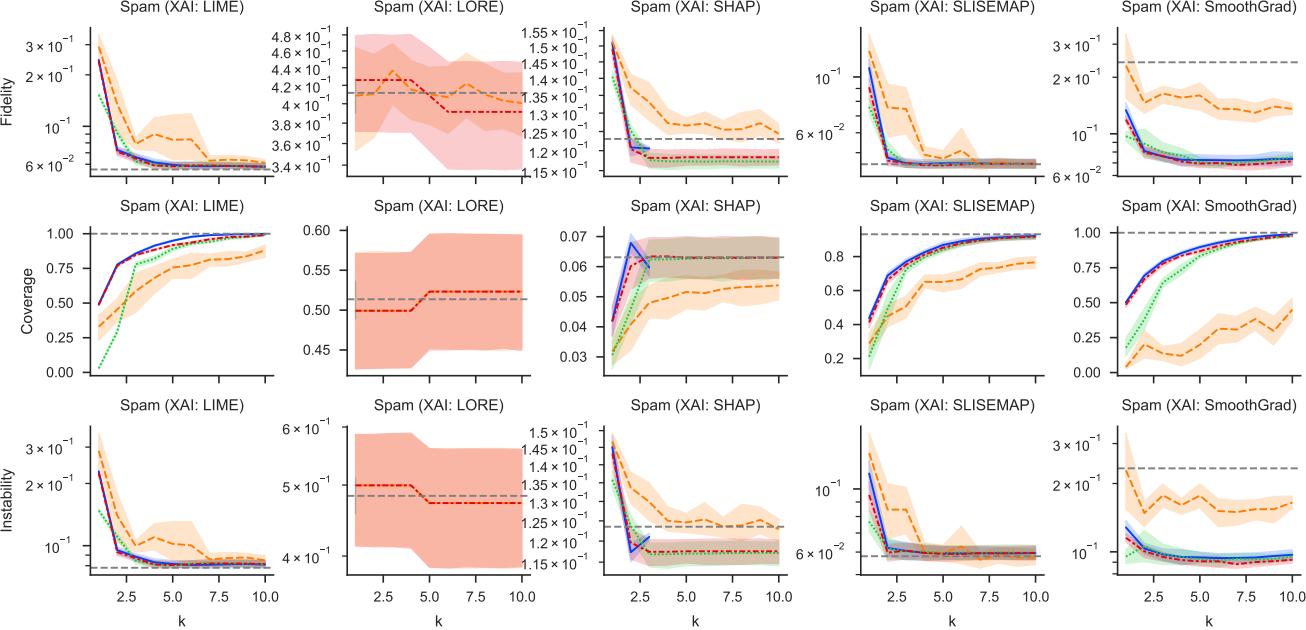 Spam (XAI: LIME) Spam (XAI: LORE) Spam (XAI: SHAP) Spam (XAI: SLISEMAP) Spam (XAI: SmoothGrad)
Fidelity
3 × 10⁻¹
2 × 10⁻¹
10⁻¹
6 × 10⁻²
4.8 × 10⁻¹
4.6 × 10⁻¹
4.4 × 10⁻¹
4.2 × 10⁻¹
4 × 10⁻¹
3.8 × 10⁻¹
3.6 × 10⁻¹
3.4 × 10⁻¹
1.55 × 10⁻¹
1.5 × 10⁻¹
1.45 × 10⁻¹
1.4 × 10⁻¹
1.35 × 10⁻¹
1.3 × 10⁻¹
1.25 × 10⁻¹
1.2 × 10⁻¹
1.15 × 10⁻¹
10⁻¹
6 × 10⁻²
3 × 10⁻¹
2 × 10⁻¹
10⁻¹
6 × 10⁻²
Spam (XAI: LIME) Spam (XAI: LORE) Spam (XAI: SHAP) Spam (XAI: SLISEMAP) Spam (XAI: SmoothGrad)
Coverage
1.00
0.75
0.50
0.25
0.00
0.60
0.55
0.50
0.45
0.07
0.06
0.05
0.04
0.03
0.8
0.6
0.4
0.2
1.00
0.75
0.50
0.25
0.00
Spam (XAI: LIME) Spam (XAI: LORE) Spam (XAI: SHAP) Spam (XAI: SLISEMAP) Spam (XAI: SmoothGrad)
Instability
3 × 10⁻¹
2 × 10⁻¹
10⁻¹
6 × 10⁻¹
5 × 10⁻¹
4 × 10⁻¹
1.5 × 10⁻¹
1.45 × 10⁻¹
1.4 × 10⁻¹
1.35 × 10⁻¹
1.3 × 10⁻¹
1.25 × 10⁻¹
1.2 × 10⁻¹
1.15 × 10⁻¹
10⁻¹
6 × 10⁻²
3 × 10⁻¹
2 × 10⁻¹
10⁻¹
2.5 5.0 7.5 10.0 2.5 5.0 7.5 10.0 2.5 5.0 7.5 10.0 2.5 5.0 7.5 10.0 2.5 5.0 7.5 10.0
k k k k k